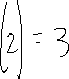 (2) = 3